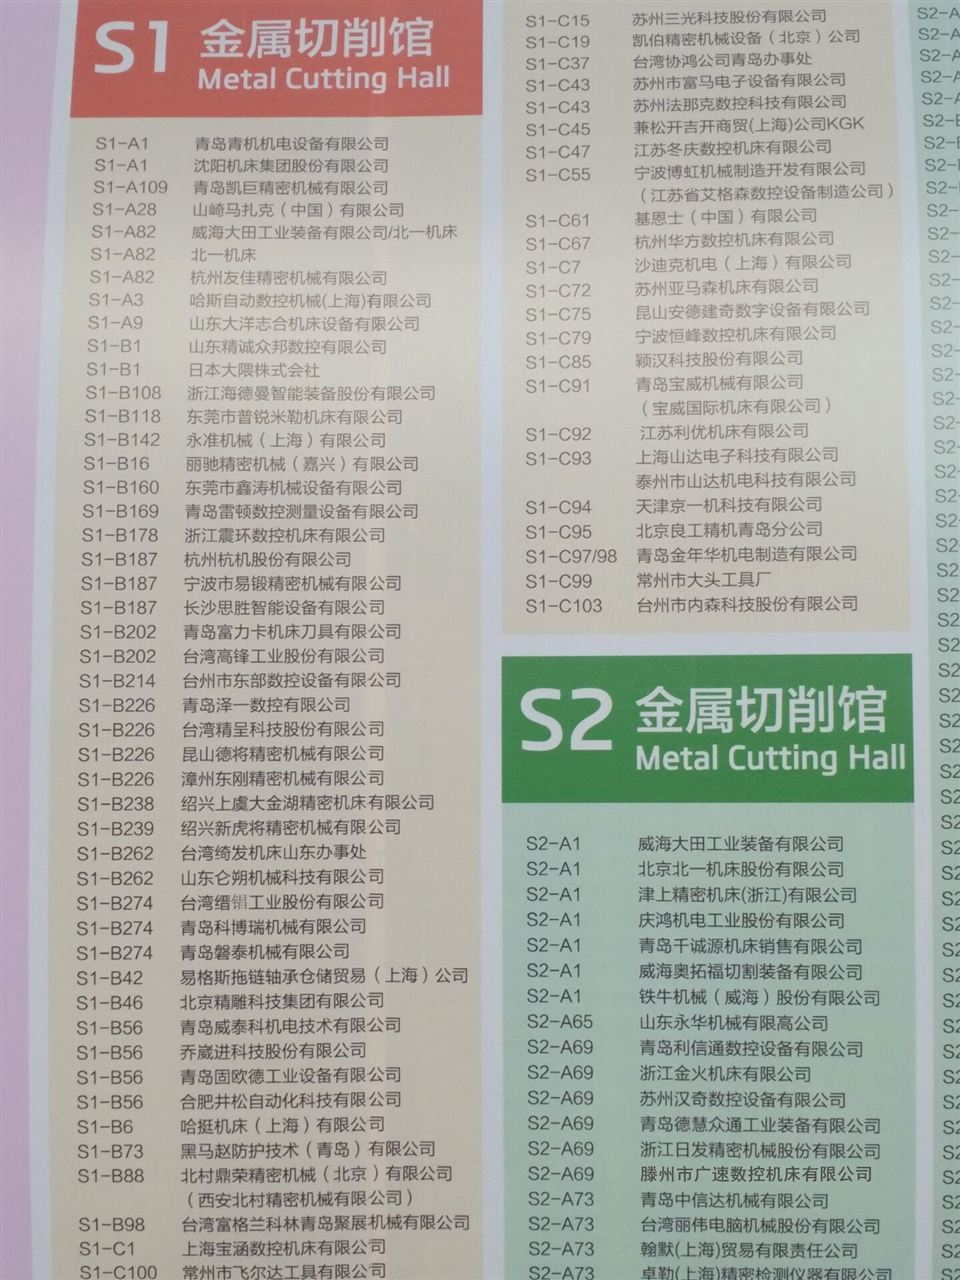 S1 金属切削馆
Metal Cutting Hall
S1-A1 青岛青机机电设备有限公司
S1-A1 沈阳机床集团股份有限公司
S1-A109 青岛凯巨精密机械有限公司
S1-A28 山崎马扎克（中国）有限公司
S1-A82 威海大田工业装备有限公司/北一机床
S1-A82 北一机床
S1-A82 杭州友佳精密机械有限公司
S1-A3 哈斯自动数控机械(上海)有限公司
S1-A9 山东大洋志合机床设备有限公司
S1-B1 山东精诚众邦数控有限公司
S1-B1 日本大隈株式会社
S1-B108 浙江海德曼智能装备股份有限公司
S1-B118 东莞市普锐米勒机床有限公司
S1-B142 永准机械（上海）有限公司
S1-B16 丽驰精密机械（嘉兴）有限公司
S1-B160 东莞市鑫涛机械设备有限公司
S1-B169 青岛雷顿数控测量设备有限公司
S1-B178 浙江震环数控机床有限公司
S1-B187 杭州杭机股份有限公司
S1-B187 宁波市易锻精密机械有限公司
S1-B187 长沙思胜智能设备有限公司
S1-B202 青岛富力卡机床刀具有限公司
S1-B202 台湾高锋工业股份有限公司
S1-B214 台州市东部数控设备有限公司
S1-B226 青岛泽一数控有限公司
S1-B226 台湾精呈科技股份有限公司
S1-B226 昆山德将精密机械有限公司
S1-B226 漳州东刚精密机械有限公司
S1-B238 绍兴上虞大金湖精密机床有限公司
S1-B239 绍兴新虎将精密机械有限公司
S1-B262 台湾绮发机床山东办事处
S1-B262 山东仑朔机械科技有限公司
S1-B274 台湾缙锠工业股份有限公司
S1-B274 青岛科博瑞机械有限公司
S1-B274 青岛磐泰机械有限公司
S1-B42 易格斯拖链轴承仓储贸易（上海）公司
S1-B46 北京精雕科技集团有限公司
S1-B56 青岛威泰科机电技术有限公司
S1-B56 乔崴进科技股份有限公司
S1-B56 青岛固欧德工业设备有限公司
S1-B56 合肥井松自动化科技有限公司
S1-B6 哈挺机床（上海）有限公司
S1-B73 黑马赵防护技术（青岛）有限公司
S1-B88 北村鼎荣精密机械（北京）有限公司
（西安北村精密机械有限公司）
S1-B98 台湾富格兰科林青岛聚展机械有限公司
S1-C1 上海宝涵数控机床有限公司
S1-C100 常州市飞尔达工具有限公司
S1-C15 苏州三光科技股份有限公司
S1-C19 凯伯精密机械设备（北京）公司
S1-C37 台湾协鸿公司青岛办事处
S1-C43 苏州市富马电子设备有限公司
S1-C43 苏州法那克数控科技有限公司
S1-C45 兼松开吉开商贸(上海)公司KGK
S1-C47 江苏冬庆数控机床有限公司
S1-C55 宁波博虹机械制造开发有限公司
（江苏省艾格森数控设备制造公司）
S1-C61 基恩士（中国）有限公司
S1-C67 杭州华方数控机床有限公司
S1-C7 沙迪克机电（上海）有限公司
S1-C72 苏州亚马森机床有限公司
S1-C75 昆山安德建奇数字设备有限公司
S1-C79 宁波恒峰数控机床有限公司
S1-C85 颖汉科技股份有限公司
S1-C91 青岛宝威机械有限公司
（宝威国际机床有限公司）
S1-C92 江苏利优机床有限公司
S1-C93 上海山达电子科技有限公司
泰州市山达机电科技有限公司
S1-C94 天津京一机科技有限公司
S1-C95 北京良工精机青岛分公司
S1-C97/98 青岛金年华机电制造有限公司
S1-C99 常州市大头工具厂
S1-C103 台州市内森科技股份有限公司
S2 金属切削馆
Metal Cutting Hall
S2-A1 威海大田工业装备有限公司
S2-A1 北京北一机床股份有限公司
S2-A1 津上精密机床(浙江)有限公司
S2-A1 庆鸿机电工业股份有限公司
S2-A1 青岛千诚源机床销售有限公司
S2-A1 威海奥拓福切割装备有限公司
S2-A1 铁牛机械（威海）股份有限公司
S2-A65 山东永华机械有限高公司
S2-A69 青岛利信通数控设备有限公司
S2-A69 浙江金火机床有限公司
S2-A69 苏州汉奇数控设备有限公司
S2-A69 青岛德慧众通工业装备有限公司
S2-A69 浙江日发精密机械股份有限公司
S2-A69 滕州市广速数控机床有限公司
S2-A73 青岛中信达机械有限公司
S2-A73 台湾丽伟电脑机械股份有限公司
S2-A73 翰默(上海)贸易有限责任公司
S2-A73 卓勒(上海)精密检测仪器有限公司